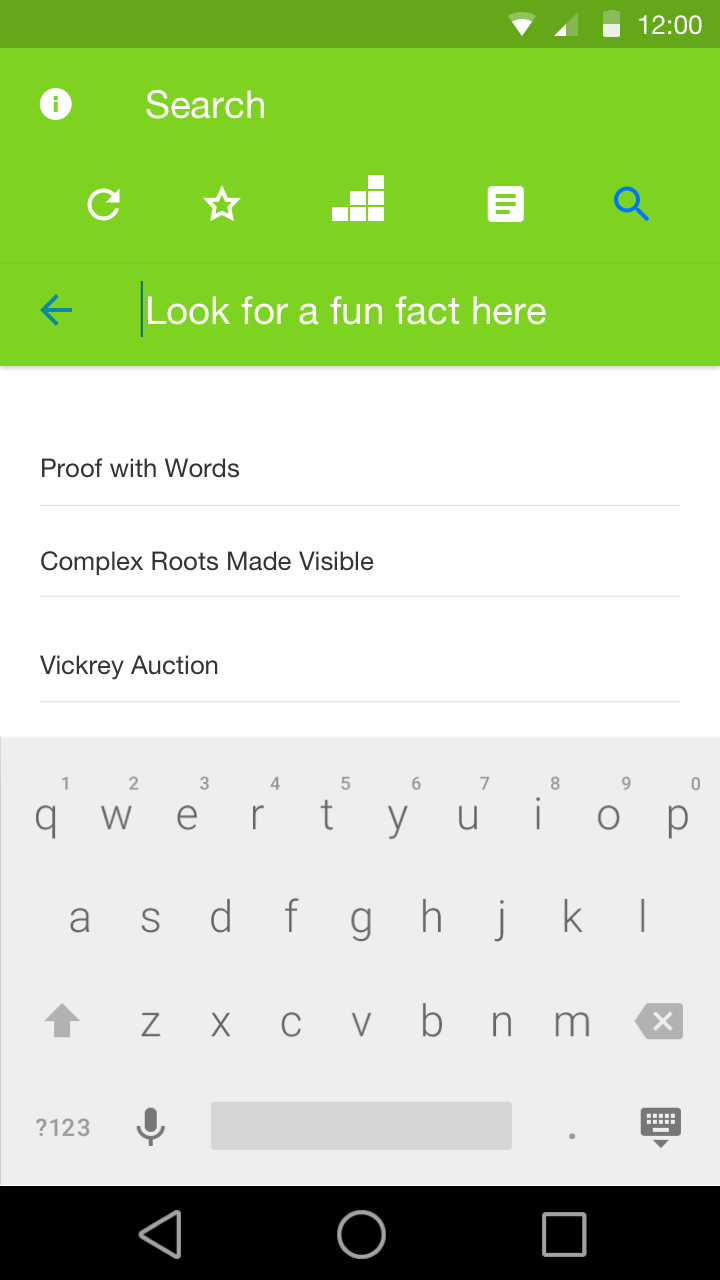 12:00
Search
Look for a fun fact here
Proof with Words
Complex Roots Made Visible
Vickrey Auction
1 2 3 4 5 6 7 8 9 0
q w e r t y u i o p
a s d f g h j k l
z x c v b n m
?123 .